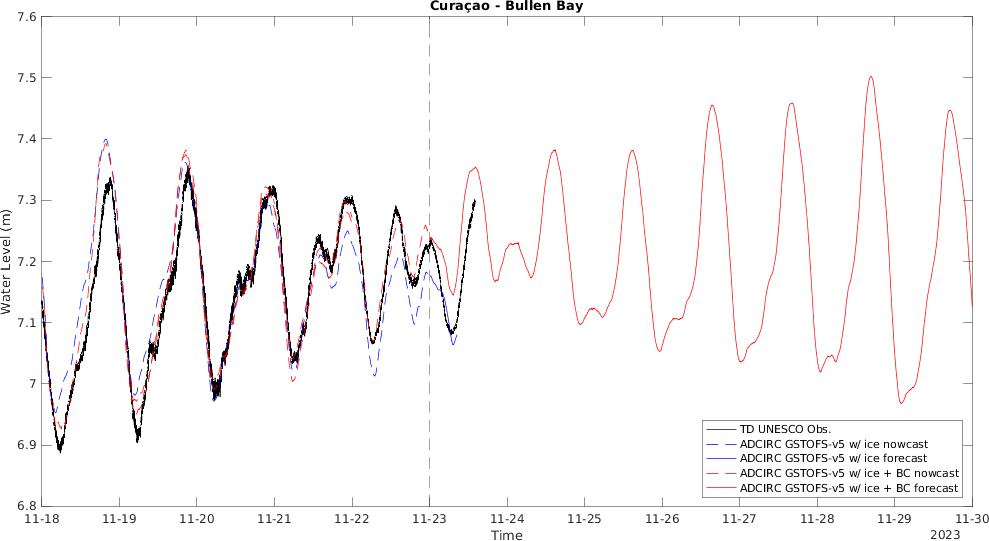 Curaçao - Bullen Bay
7.6
7.5
7.4
7.3
7.2
7.1
7
6.9
6.8
Water Level (m)
TD UNESCO Obs.
ADCIRC GSTOFS-v5 w/ ice nowcast
ADCIRC GSTOFS-v5 w/ ice forecast
ADCIRC GSTOFS-v5 w/ ice + BC nowcast
ADCIRC GSTOFS-v5 w/ ice + BC forecast
11-18 11-19 11-20 11-21 11-22 11-23 11-24 11-25 11-26 11-27 11-28 11-29 11-30
Time
2023